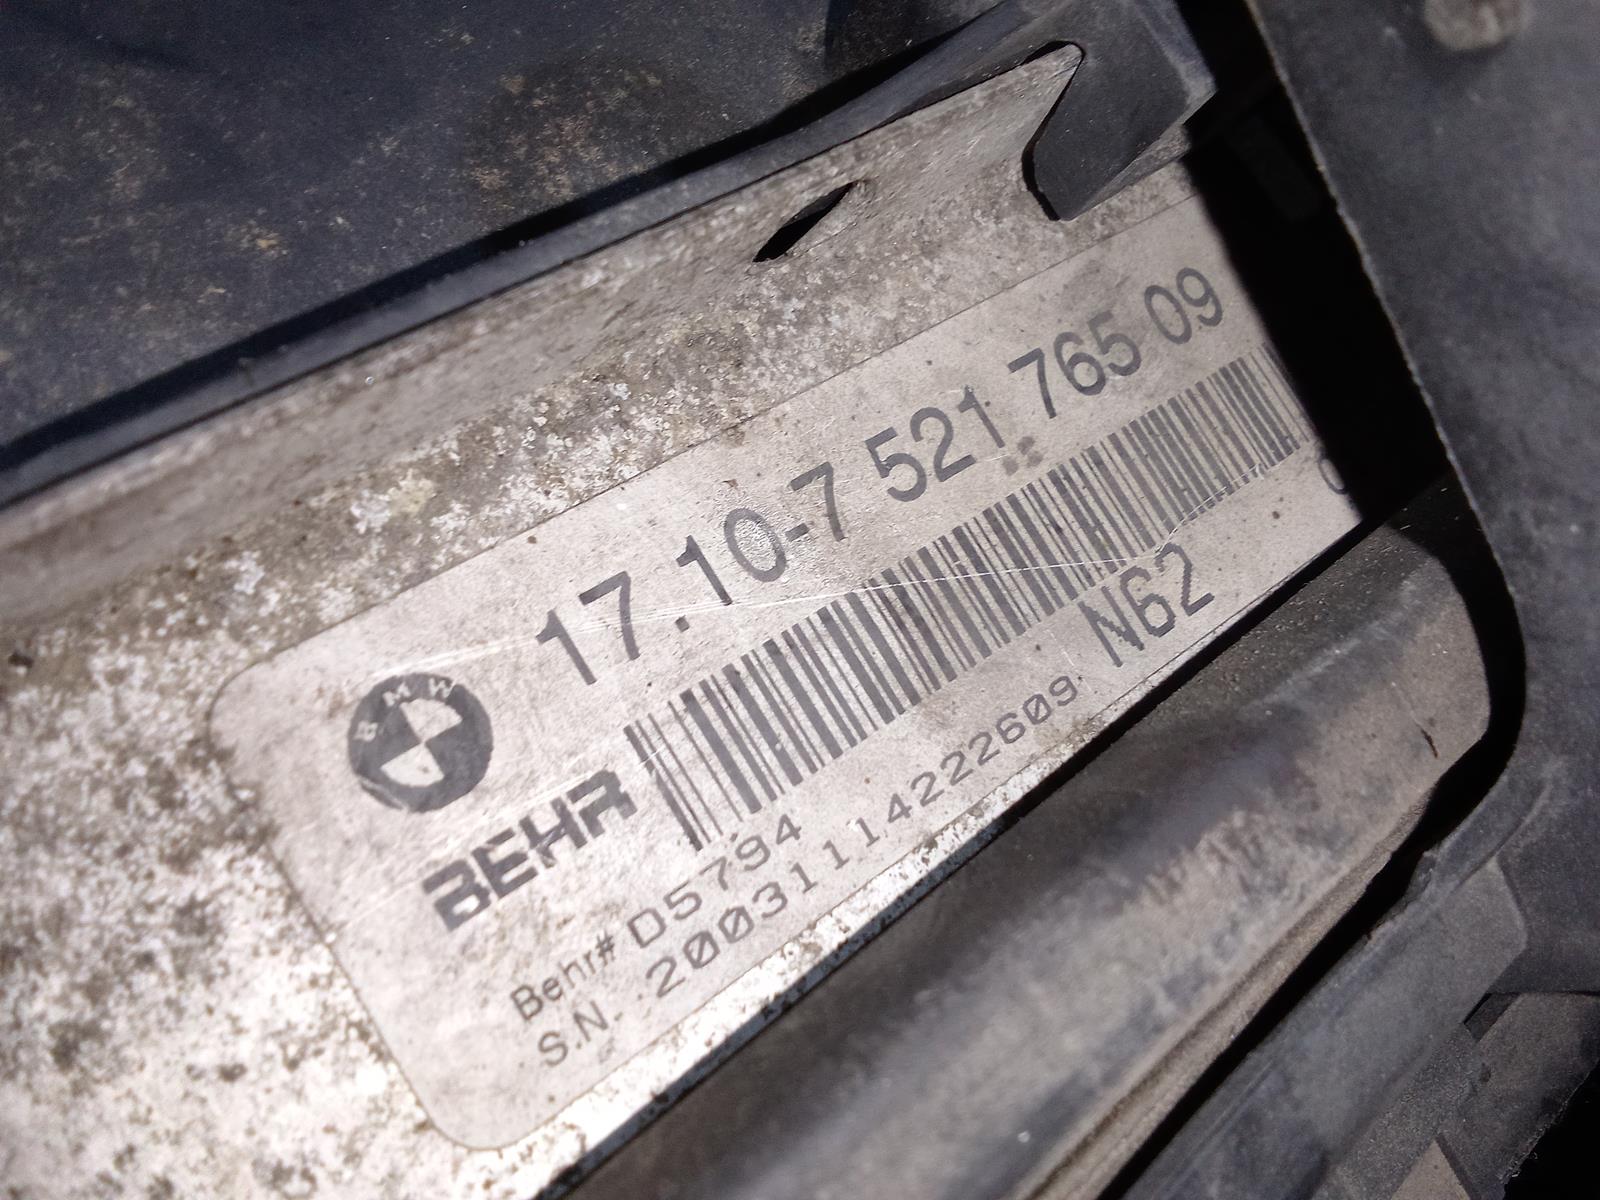 17.10-7 521 765 09
BMW
BEHR
N62
Behr# D5794
S.N. 20031114222609